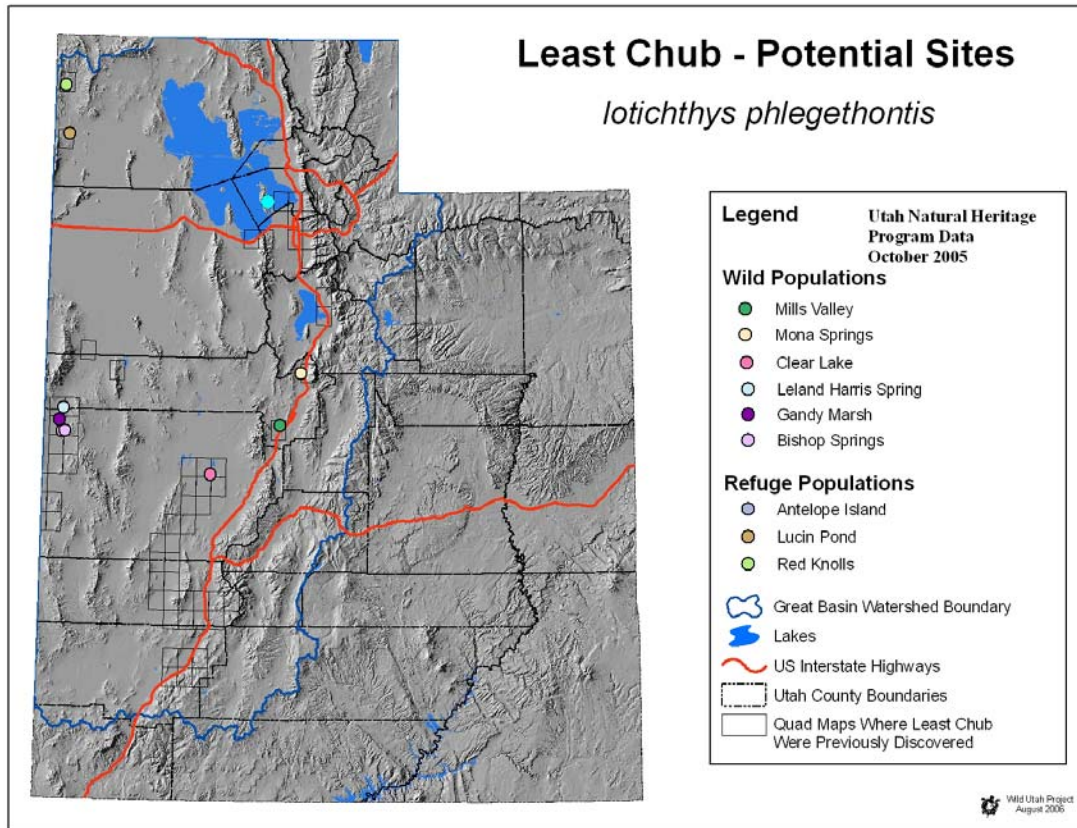 Least Chub - Potential Sites
Iotichthys phlegethontis
Legend
Utah Natural Heritage
Program Data
October 2005
Wild Populations
Mills Valley
Mona Springs
Clear Lake
Leland Harris Spring
Gandy Marsh
Bishop Springs
Refuge Populations
Antelope Island
Lucin Pond
Red Knolls
Great Basin Watershed Boundary
Lakes
US Interstate Highways
Utah County Boundaries
Quad Maps Where Least Chub
Were Previously Discovered
Wild Utah Project
August 2006